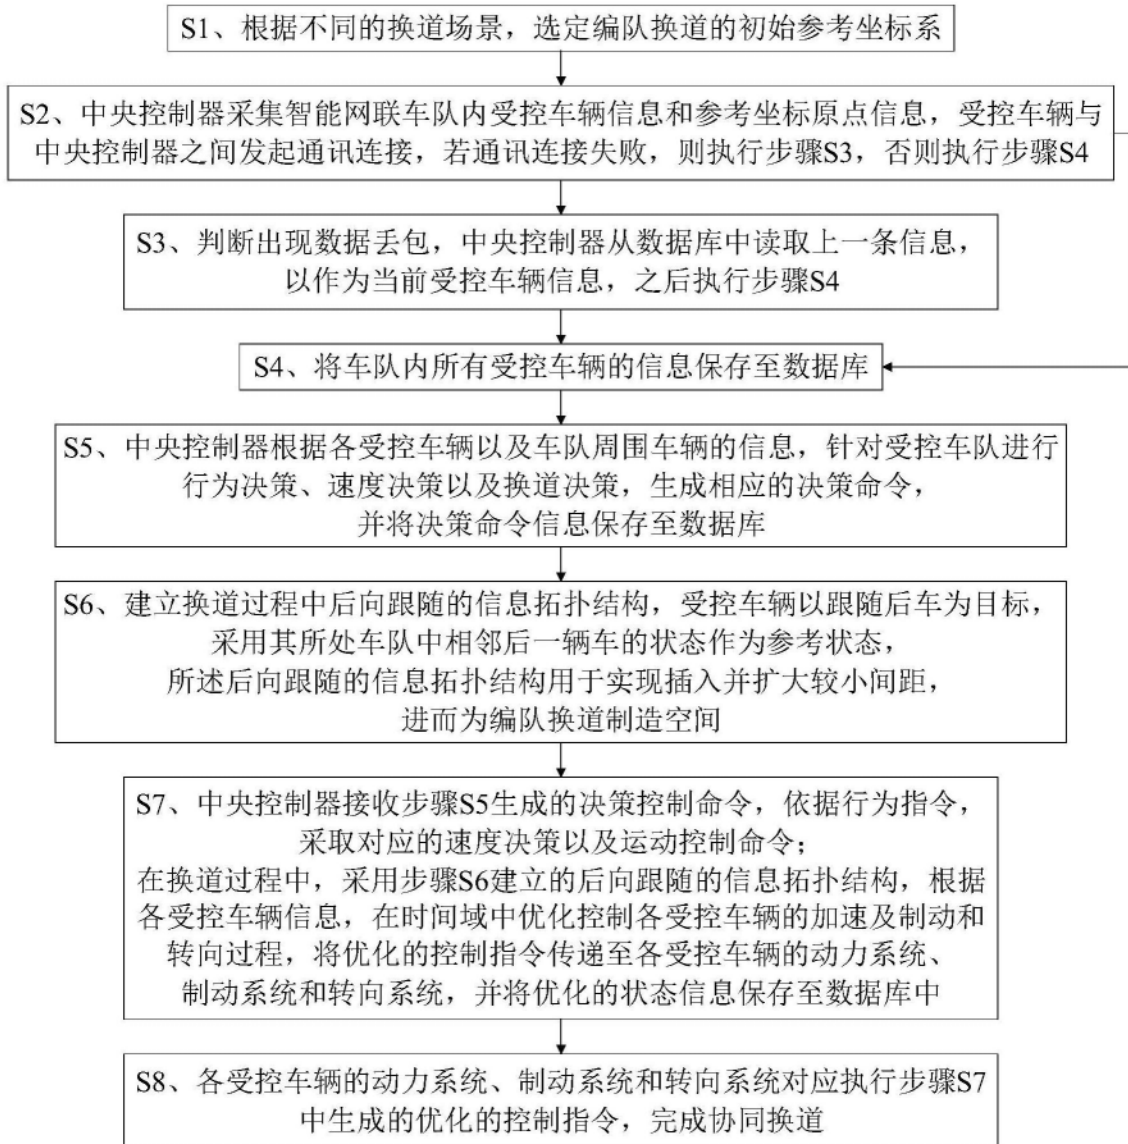 S1、根据不同的换道场景，选定编队换道的初始参考坐标系
S2、中央控制器采集智能网联车队内受控车辆信息和参考坐标原点信息，受控车辆与
中央控制器之间发起通讯连接，若通讯连接失败，则执行步骤S3，否则执行步骤S4
S3、判断出现数据丢包，中央控制器从数据库中读取上一条信息，
以作为当前受控车辆信息，之后执行步骤S4
S4、将车队内所有受控车辆的信息保存至数据库
S5、中央控制器根据各受控车辆以及车队周围车辆的信息，针对受控车队进行
行为决策、速度决策以及换道决策，生成相应的决策命令，
并将决策命令信息保存至数据库
S6、建立换道过程中后向跟随的信息拓扑结构，受控车辆以跟随后车为目标，
采用其所处车队中相邻后一辆车的状态作为参考状态，
所述后向跟随的信息拓扑结构用于实现插入并扩大较小间距，
进而为编队换道制造空间
S7、中央控制器接收步骤S5生成的决策控制命令，依据行为指令，
采取对应的速度决策以及运动控制命令；
在换道过程中，采用步骤S6建立的后向跟随的信息拓扑结构，根据
各受控车辆信息，在时间域中优化控制各受控车辆的加速及制动和
转向过程，将优化的控制指令传递至各受控车辆的动力系统、
制动系统和转向系统，并将优化的状态信息保存至数据库中
S8、各受控车辆的动力系统、制动系统和转向系统对应执行步骤S7
中生成的优化的控制指令，完成协同换道